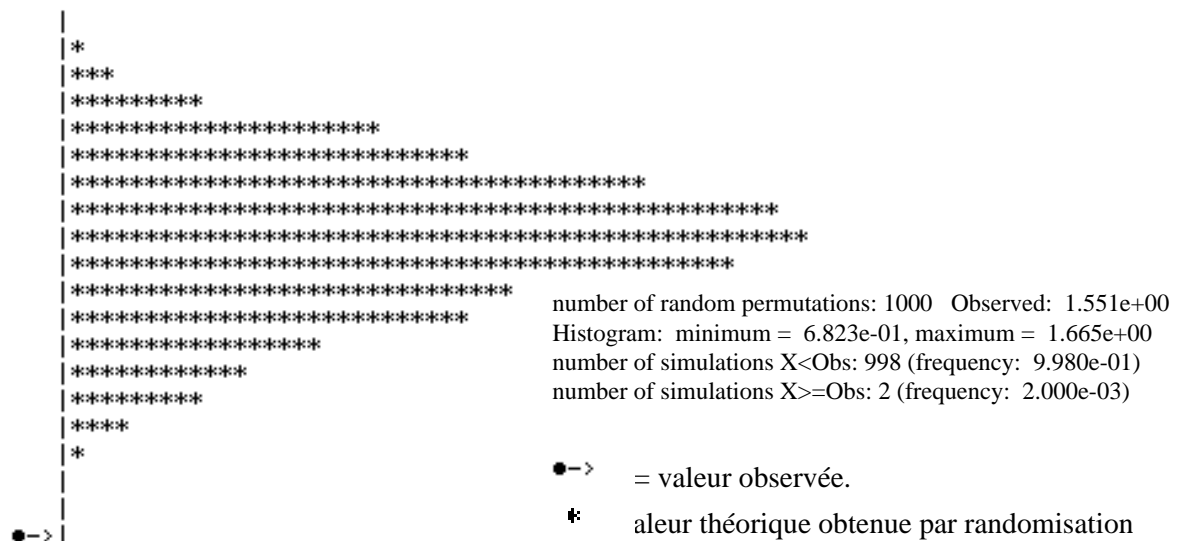 number of random permutations: 1000 Observed: 1.551e+00
Histogram: minimum = 6.823e-01, maximum = 1.665e+00
number of simulations X<Obs: 998 (frequency: 9.980e-01)
number of simulations X>=Obs: 2 (frequency: 2.000e-03)
●-> = valeur observée.
* aleur théorique obtenue par randomisation